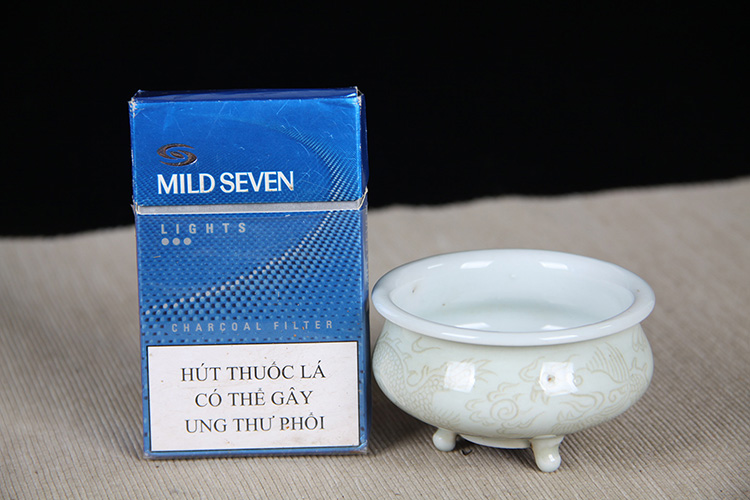 MILD SEVEN
LIGHTS
CHARCOAL FILTER
HÚT THUỐC LÁ
CÓ THỂ GÂY
UNG THƯ PHỔI